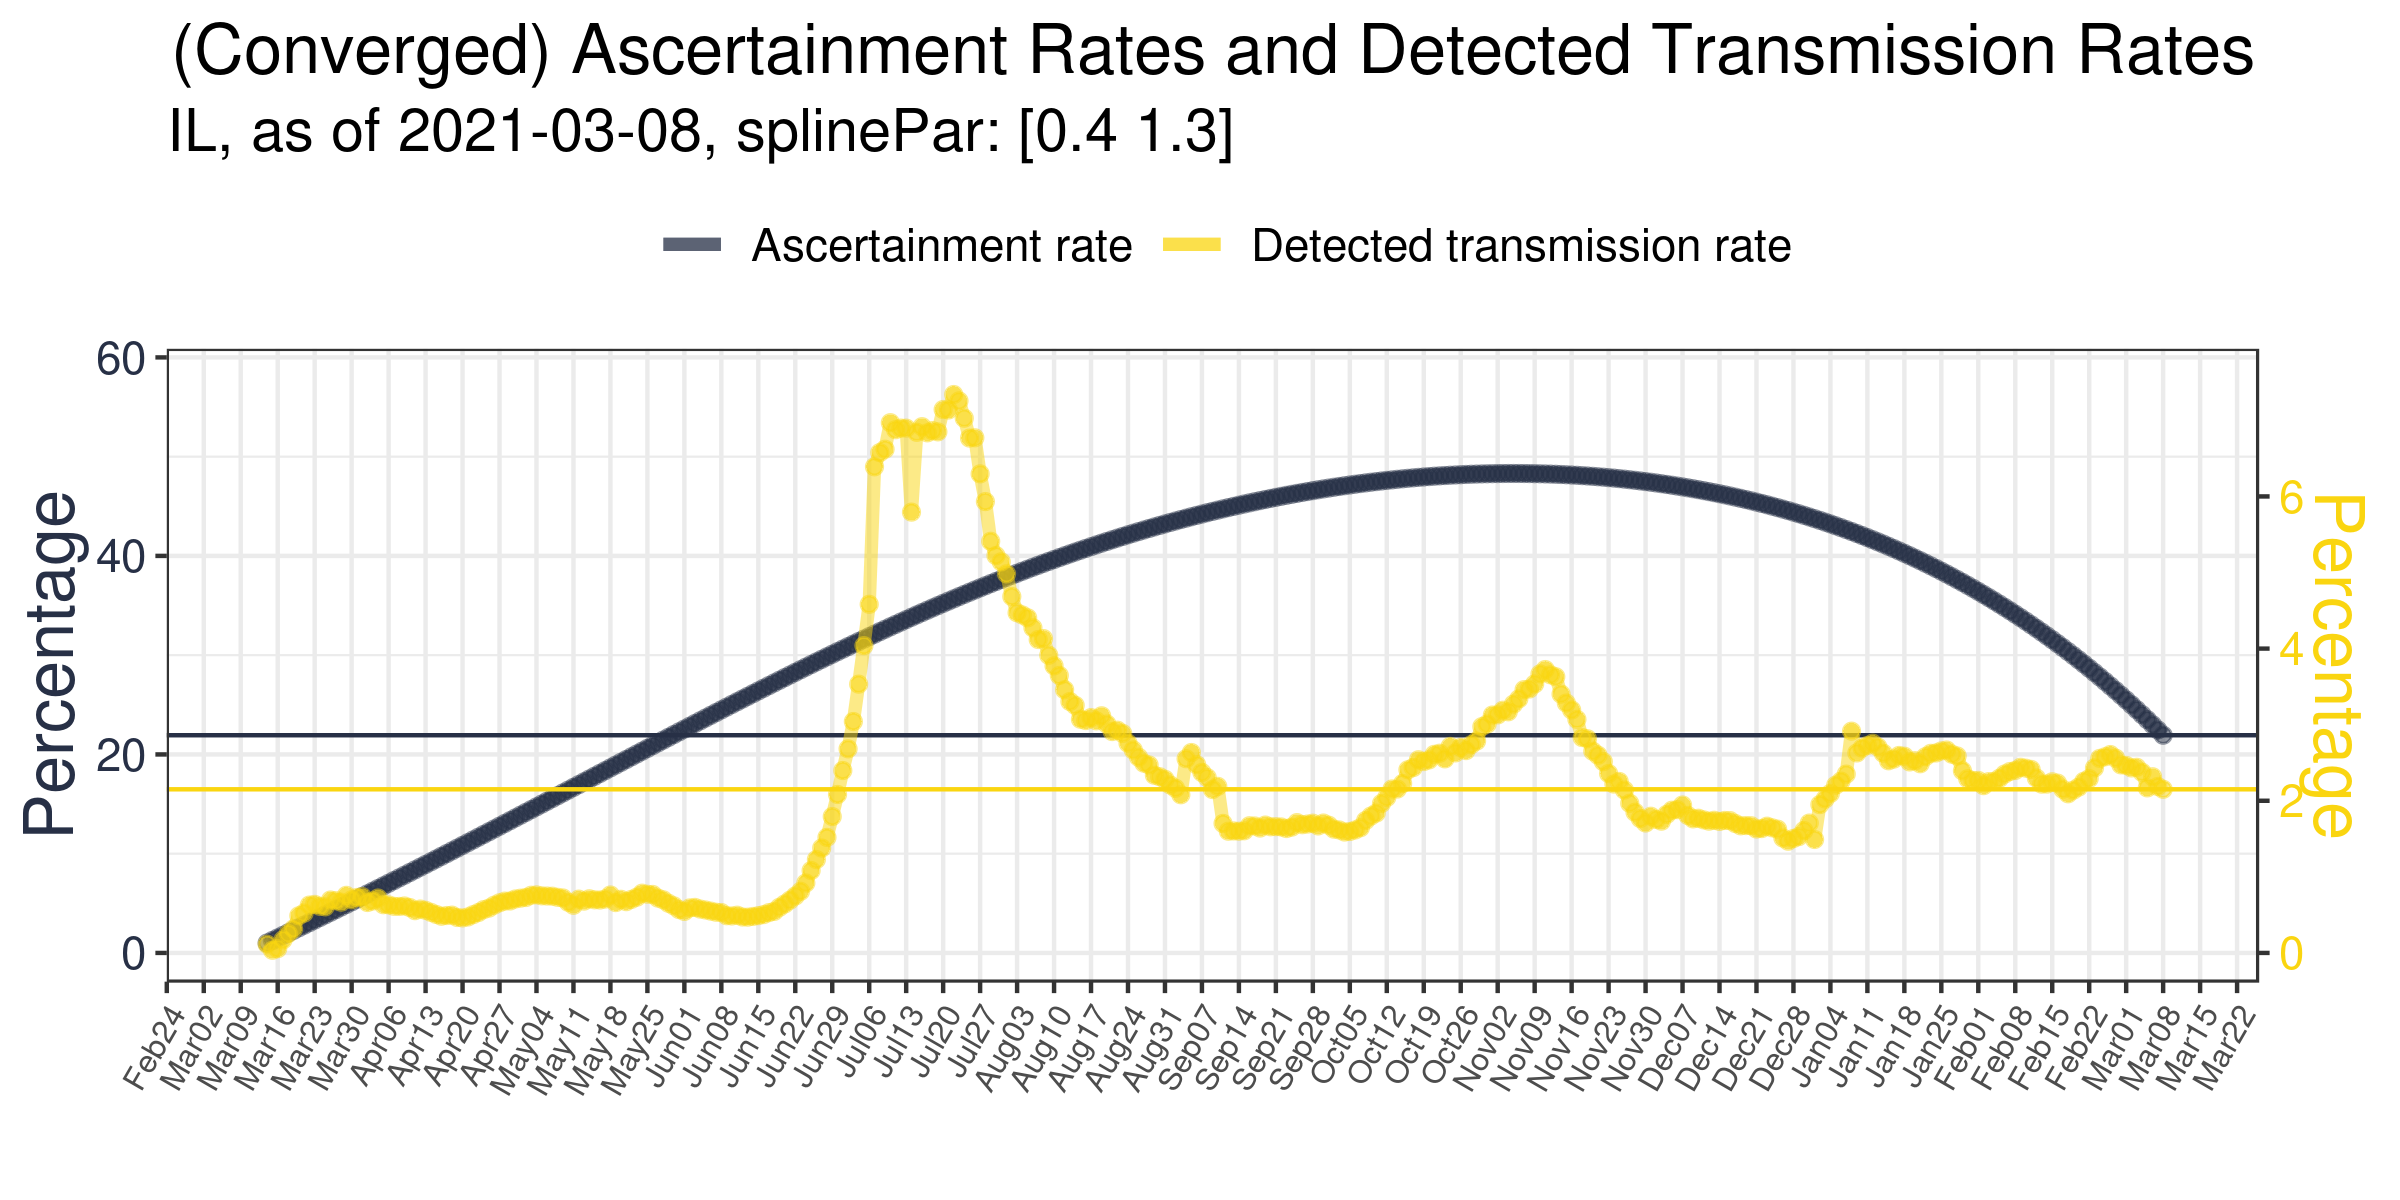 (Converged) Ascertainment Rates and Detected Transmission Rates
IL, as of 2021-03-08, splinePar: [0.4 1.3]
Ascertainment rate
Detected transmission rate
Percentage
60
40
20
0
6
4
2
0
Percentage
Feb24
Mar02
Mar09
Mar16
Mar23
Mar30
Apr06
Apr13
Apr20
Apr27
May04
May11
May18
May25
Jun01
Jun08
Jun15
Jun22
Jun29
Jul06
Jul13
Jul20
Jul27
Aug03
Aug10
Aug17
Aug24
Aug31
Sep07
Sep14
Sep21
Sep28
Oct05
Oct12
Oct19
Oct26
Nov02
Nov09
Nov16
Nov23
Nov30
Dec07
Dec14
Dec21
Dec28
Jan04
Jan11
Jan18
Jan25
Feb01
Feb08
Feb15
Feb22
Mar01
Mar08
Mar15
Mar22